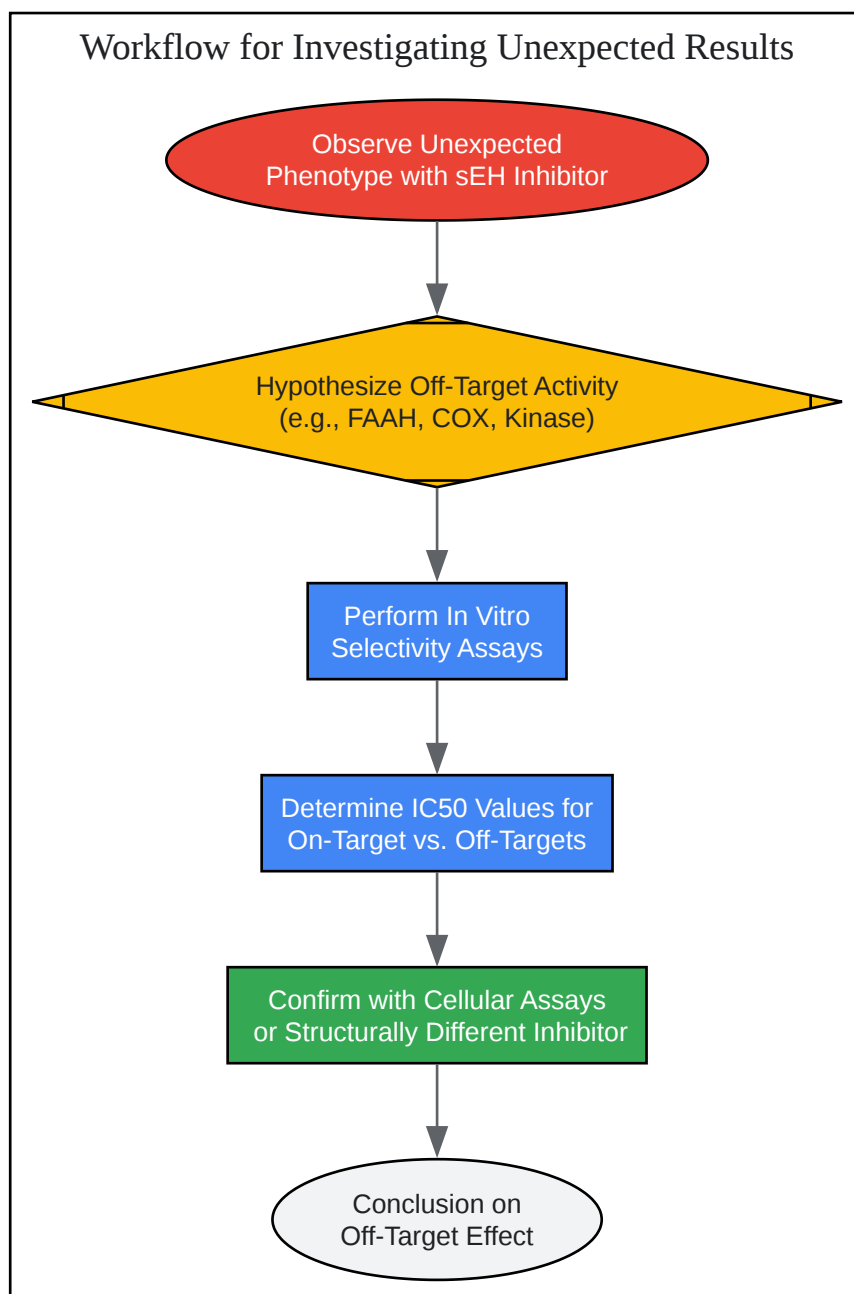 Workflow for Investigating Unexpected Results
Observe Unexpected
Phenotype with sEH Inhibitor
Hypothesize Off-Target Activity
(e.g., FAAH, COX, Kinase)
Perform In Vitro
Selectivity Assays
Determine IC50 Values for
On-Target vs. Off-Targets
Confirm with Cellular Assays
or Structurally Different Inhibitor
Conclusion on
Off-Target Effect